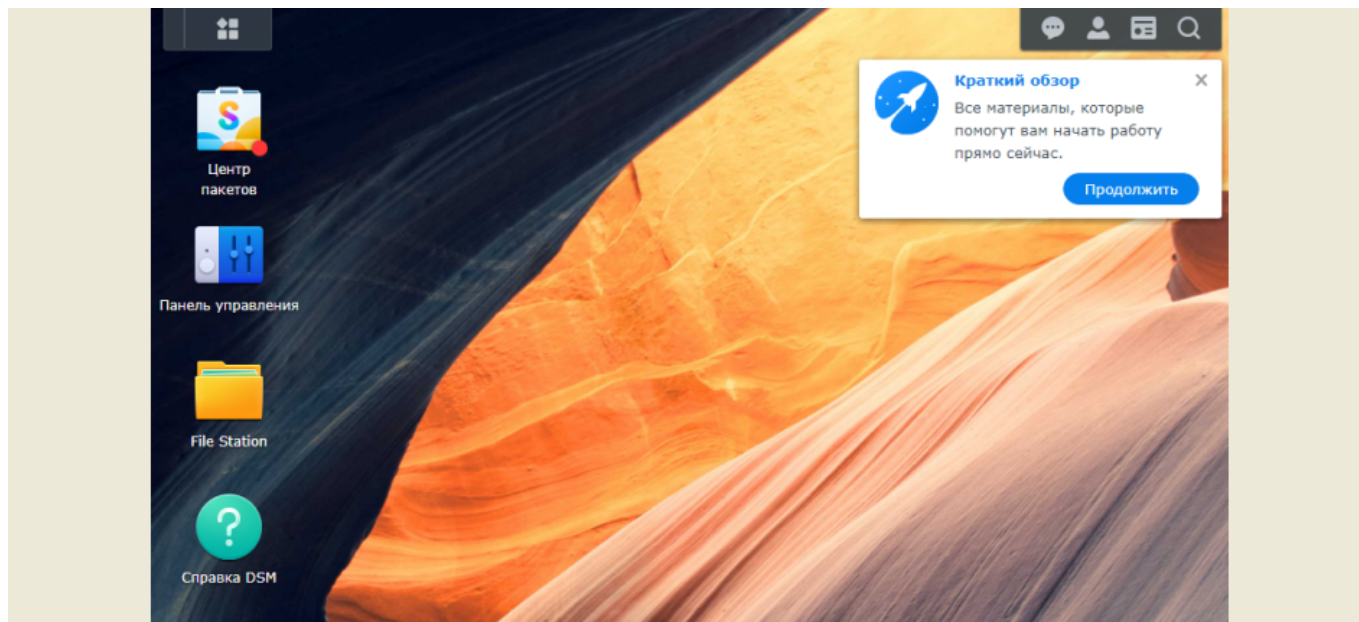 Краткий обзор
Все материалы, которые
помогут вам начать работу
прямо сейчас.
Продолжить
Центр
пакетов
Панель управления
File Station
Справка DSM